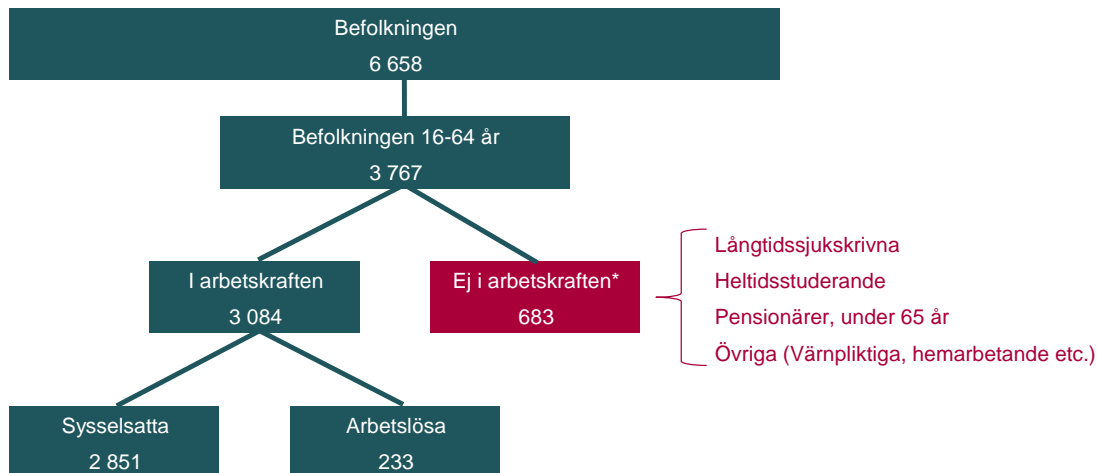 Befolkningen
6 658
Befolkningen 16-64 år
3 767
I arbetskraften
3 084
Ej i arbetskraften*
683
Långtidssjukskrivna
Heltidsstuderande
Pensionärer, under 65 år
Övriga (Värnpliktiga, hemarbetande etc.)
Sysselsatta
2 851
Arbetslösa
233